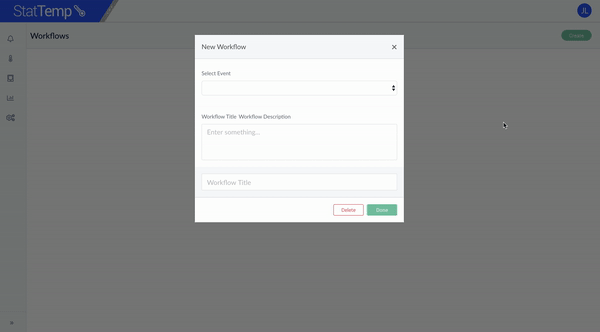 StatTemp
JL
Workflows
Create
New Workflow
×
Select Event
Workflow Title Workflow Description
Enter something...
Workflow Title
Delete
Done